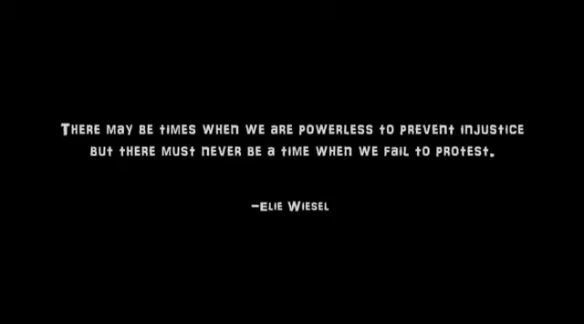 There may be times when we are powerless to prevent injustice
but there must never be a time when we fail to protest.
-Elie Wiesel